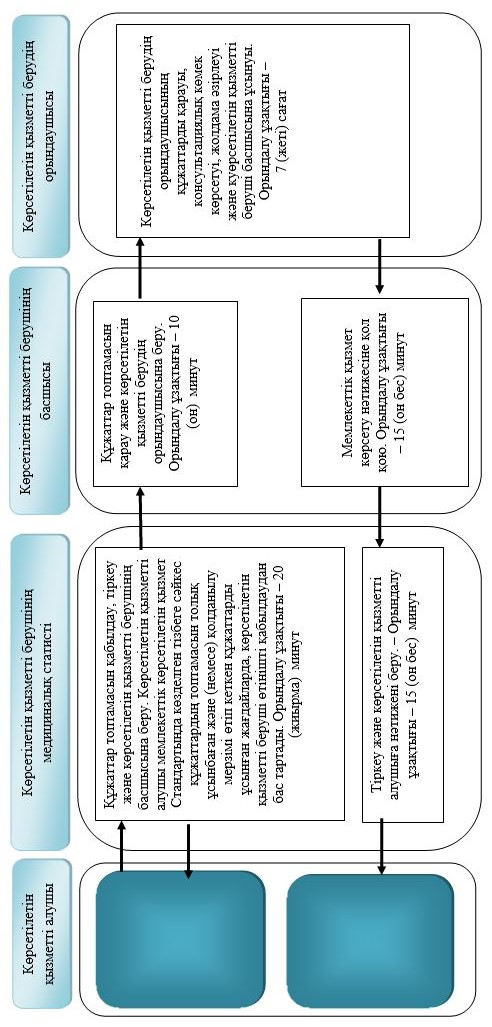 Көрсетілетін
қызметті алушы
Көрсетілетін қызметті берушінің
медициналық статисті
Көрсетілетін қызметті берушінің
басшысы
Көрсетілетін қызметті берудің
орындаушысы
Құжаттар топтамасын қабылдау, тіркеу
және көрсетілетін қызметті берушінің
басшысына беру. Көрсетілетін қызметті
алушы мемлекеттік көрсетілетін қызмет
Стандартында көзделген тізбеге сәйкес
құжаттардың топтамасын толық
ұсынбаған және (немесе) қолданылу
мерзімі өтіп кеткен құжаттарды
ұсынған жағдайларда, көрсетілетін
қызметті беруші өтінішті қабылдаудан
бас тартады. Орындалу ұзақтығы – 20
(жиырма) минут
Құжаттар топтамасын
қарау және көрсетілетін
қызметті берудің
орындаушысына беру.
Орындалу ұзақтығы – 10
(он) минут
Көрсетілетін қызметті берудің
орындаушысының
құжаттарды қарауы,
консультациялық көмек
көрсетуі, жолдама әзірлеуі
және куөрсетілетін қызметті
беруші басшысына ұсынуы.
Орындалу ұзақтығы –
7 (жеті) сағат
Мемлекеттік қызмет
көрсету нәтижесіне қол
қою. Орындалу ұзақтығы
– 15 (он бес) минут
Тіркеу және көрсетілетін қызметті
алушыға нәтижені беру. – Орындалу
ұзақтығы – 15 (он бес) минут